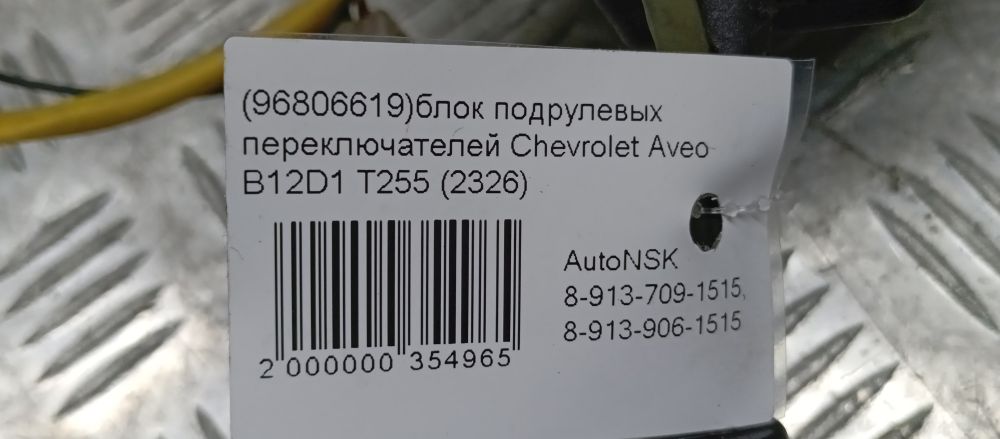 (96806619)блок подрулевых
переключателей Chevrolet Aveo
B12D1 T255 (2326)
AutoNSK
8-913-709-1515,
8-913-906-1515
2 000000 354965